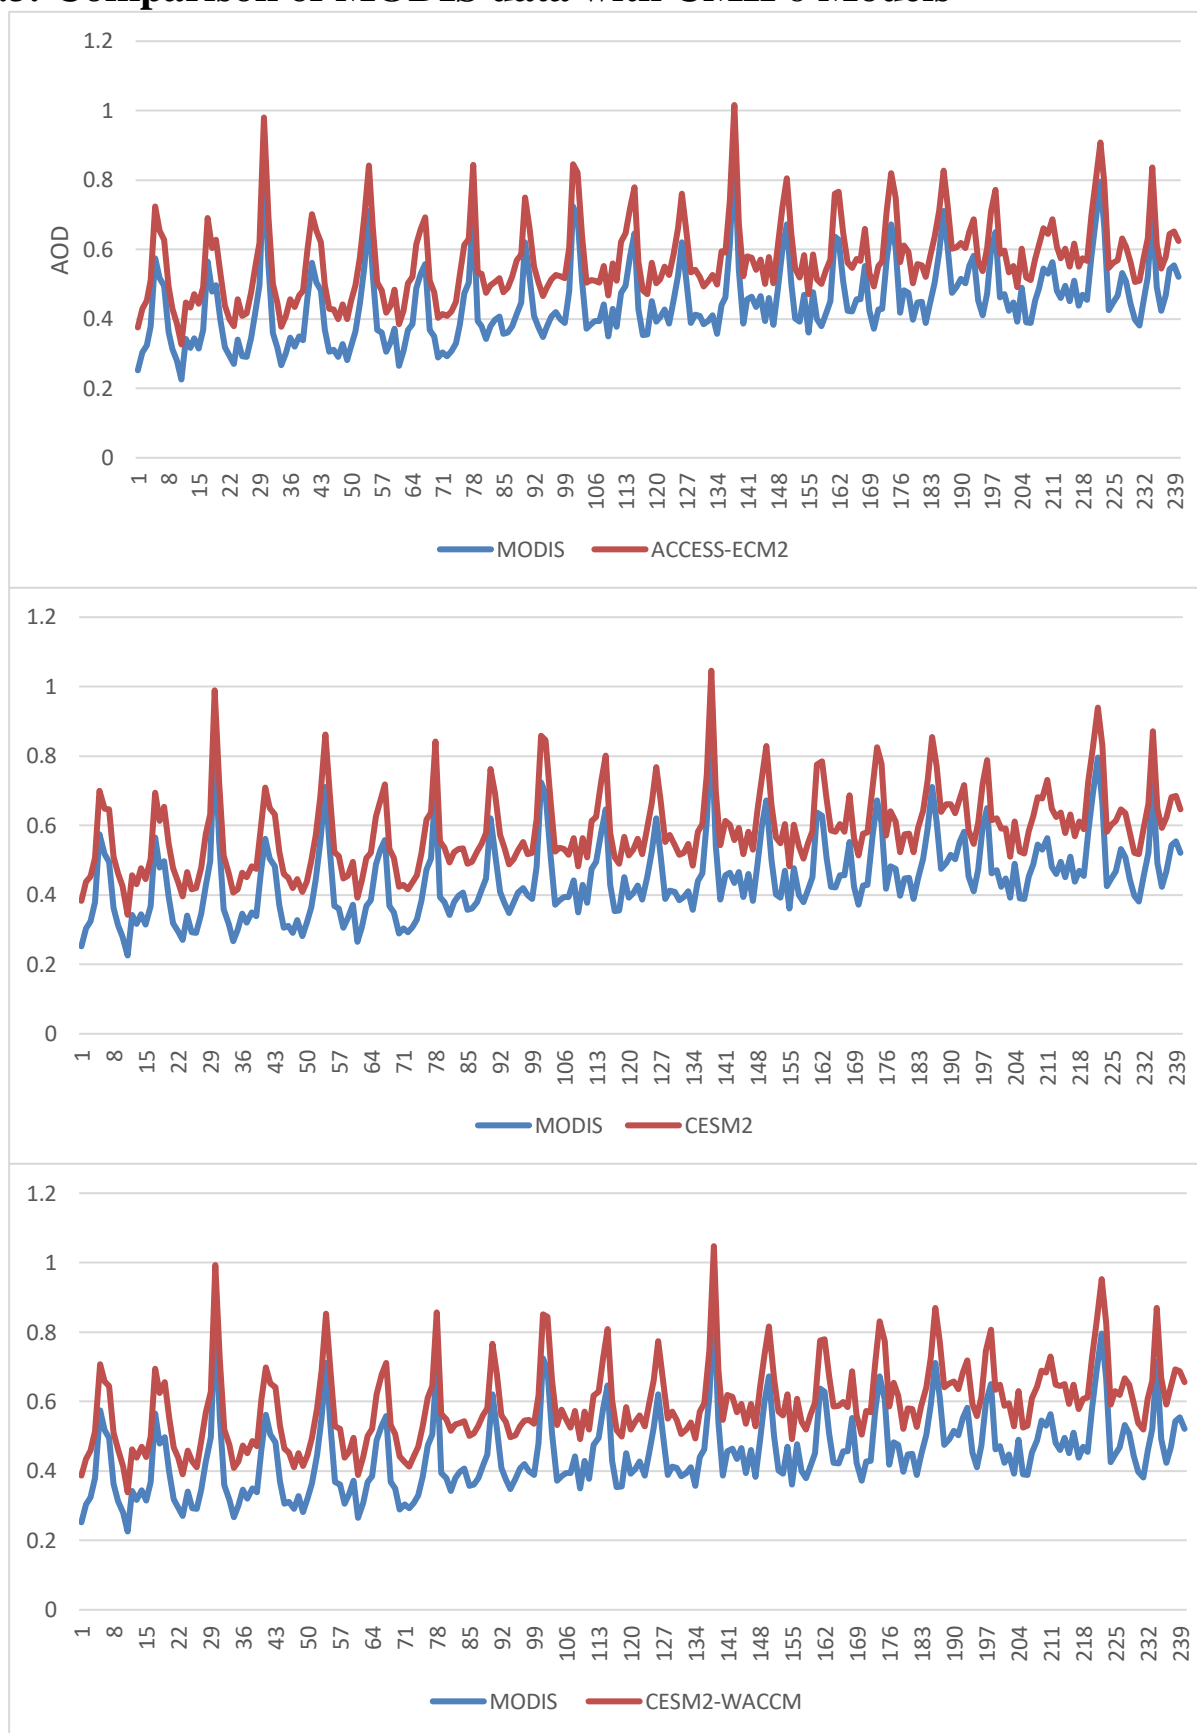 Comparison of MODIS data with CMIP6 Models
1.2
1
0.8
0.6
0.4
0.2
0
AOD
1 8 15 22 29 36 43 50 57 64 71 78 85 92 99 106 113 120 127 134 141 148 155 162 169 176 183 190 197 204 211 218 225 232 239
MODIS ACCESS-ECM2
1.2
1
0.8
0.6
0.4
0.2
0
1 8 15 22 29 36 43 50 57 64 71 78 85 92 99 106 113 120 127 134 141 148 155 162 169 176 183 190 197 204 211 218 225 232 239
MODIS CESM2
1.2
1
0.8
0.6
0.4
0.2
0
1 8 15 22 29 36 43 50 57 64 71 78 85 92 99 106 113 120 127 134 141 148 155 162 169 176 183 190 197 204 211 218 225 232 239
MODIS CESM2-WACCM